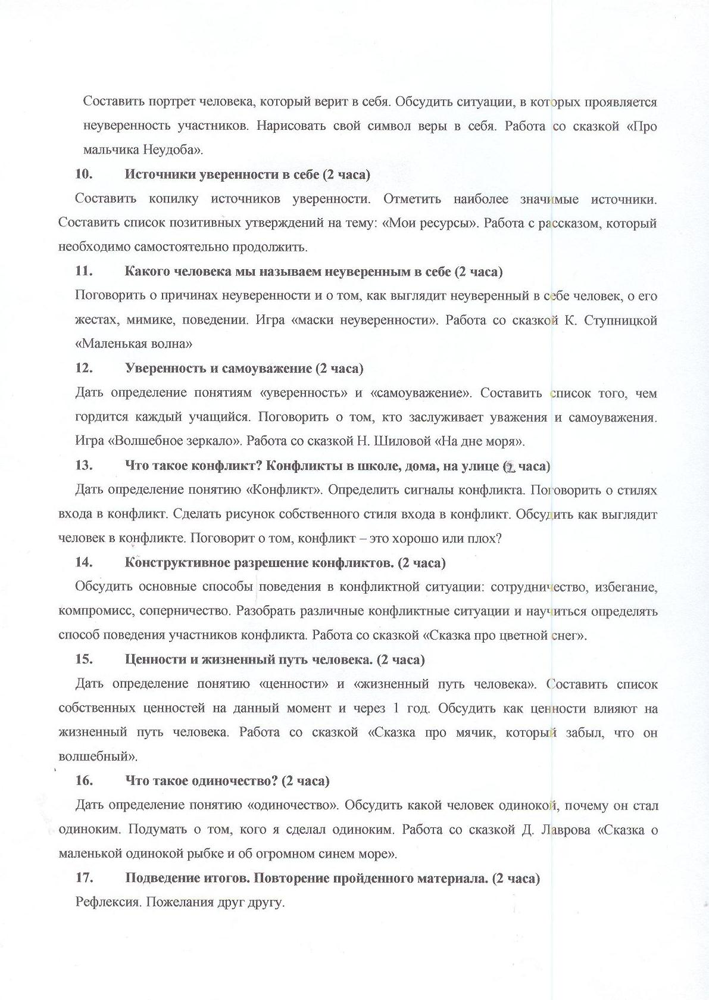 Составить портрет человека, который верит в себя. Обсудить ситуации, в которых проявляется
неуверенность участников. Нарисовать свой символ веры в себя. Работа со сказкой «Про
мальчика Неудоба».
10. Источники уверенности в себе (2 часа)
Составить копилку источников уверенности. Отметить наиболее значимые источники.
Составить список позитивных утверждений на тему: «Мои ресурсы». Работа с рассказом, который
необходимо самостоятельно продолжить.
11. Какого человека мы называем неуверенным в себе (2 часа)
Поговорить о причинах неуверенности и о том, как выглядит неуверенный в себе человек, о его
жестах, мимике, поведении. Игра «маски неуверенности». Работа со сказкой К. Ступницкой
«Маленькая волна»
12. Уверенность и самоуважение (2 часа)
Дать определение понятиям «уверенность» и «самоуважение». Составить список того, чем
гордится каждый учащийся. Поговорить о том, кто заслуживает уважения и самоуважения.
Игра «Волшебное зеркало». Работа со сказкой Н. Шиловой «На дне моря».
13. Что такое конфликт? Конфликты в школе, дома, на улице (2 часа)
Дать определение понятию «Конфликт». Определить сигналы конфликта. Поговорить о стилях
входа в конфликт. Сделать рисунок собственного стиля входа в конфликт. Обсудить как выглядит
человек в конфликте. Поговорит о том, конфликт – это хорошо или плох?
14. Конструктивное разрешение конфликтов. (2 часа)
Обсудить основные способы поведения в конфликтной ситуации: сотрудничество, избегание,
компромисс, соперничество. Разобрать различные конфликтные ситуации и научиться определять
способ поведения участников конфликта. Работа со сказкой «Сказка про цветной снег».
15. Ценности и жизненный путь человека. (2 часа)
Дать определение понятию «ценности» и «жизненный путь человека». Составить список
собственных ценностей на данный момент и через 1 год. Обсудить как ценности влияют на
жизненный путь человека. Работа со сказкой «Сказка про мячик, который забыл, что он
волшебный».
16. Что такое одиночество? (2 часа)
Дать определение понятию «одиночество». Обсудить какой человек одинокой, почему он стал
одиноким. Подумать о том, кого я сделал одиноким. Работа со сказкой Д. Лаврова «Сказка о
маленькой одинокой рыбке и об огромном синем море».
17. Подведение итогов. Повторение пройденного материала. (2 часа)
Рефлексия. Пожелания друг другу.